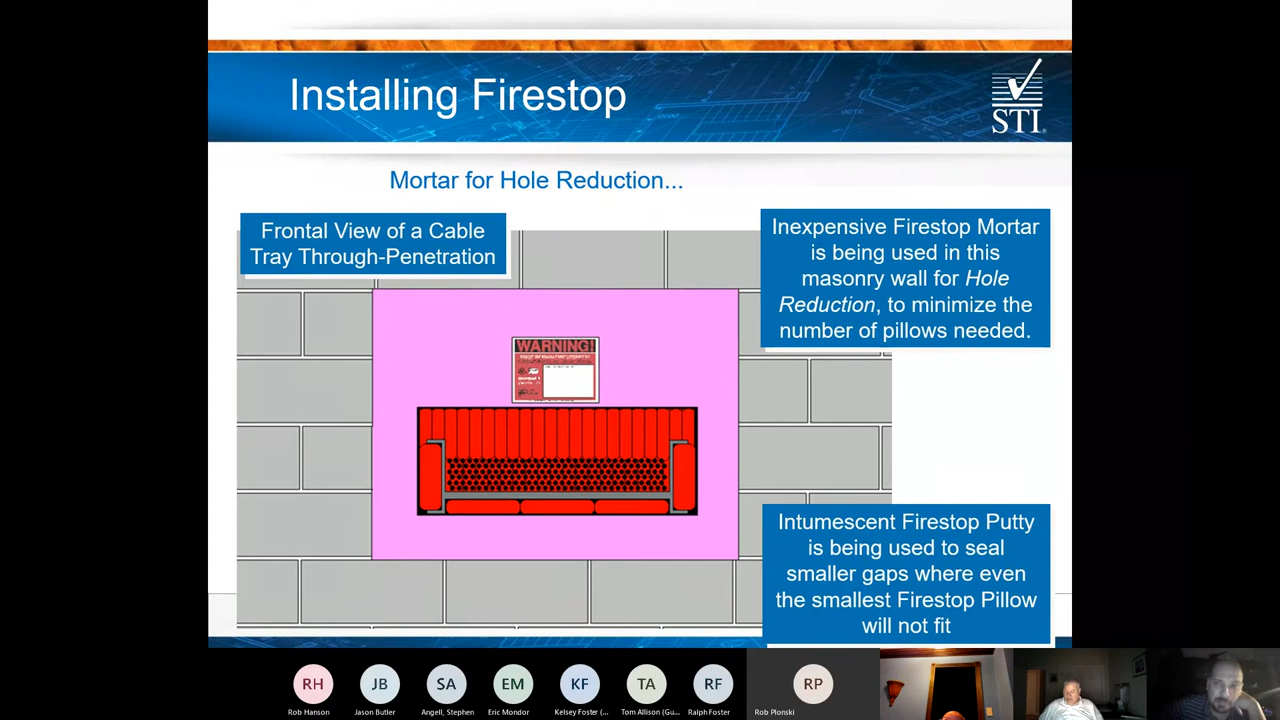 Installing Firestop
STI
Mortar for Hole Reduction...
Frontal View of a Cable
Tray Through-Penetration
Inexpensive Firestop Mortar
is being used in this
masonry wall for Hole
Reduction, to minimize the
number of pillows needed.
WARNING!
Intumescent Firestop Putty
is being used to seal
smaller gaps where even
the smallest Firestop Pillow
will not fit
RH
JB
SA
EM
KF
TA
RF
RP
Rob Hanson
Jason Butler
Angell, Stephen
Eric Mondor
Kelsey Foster (...
Tom Allison (Gu...
Ralph Foster
Rob Plonski